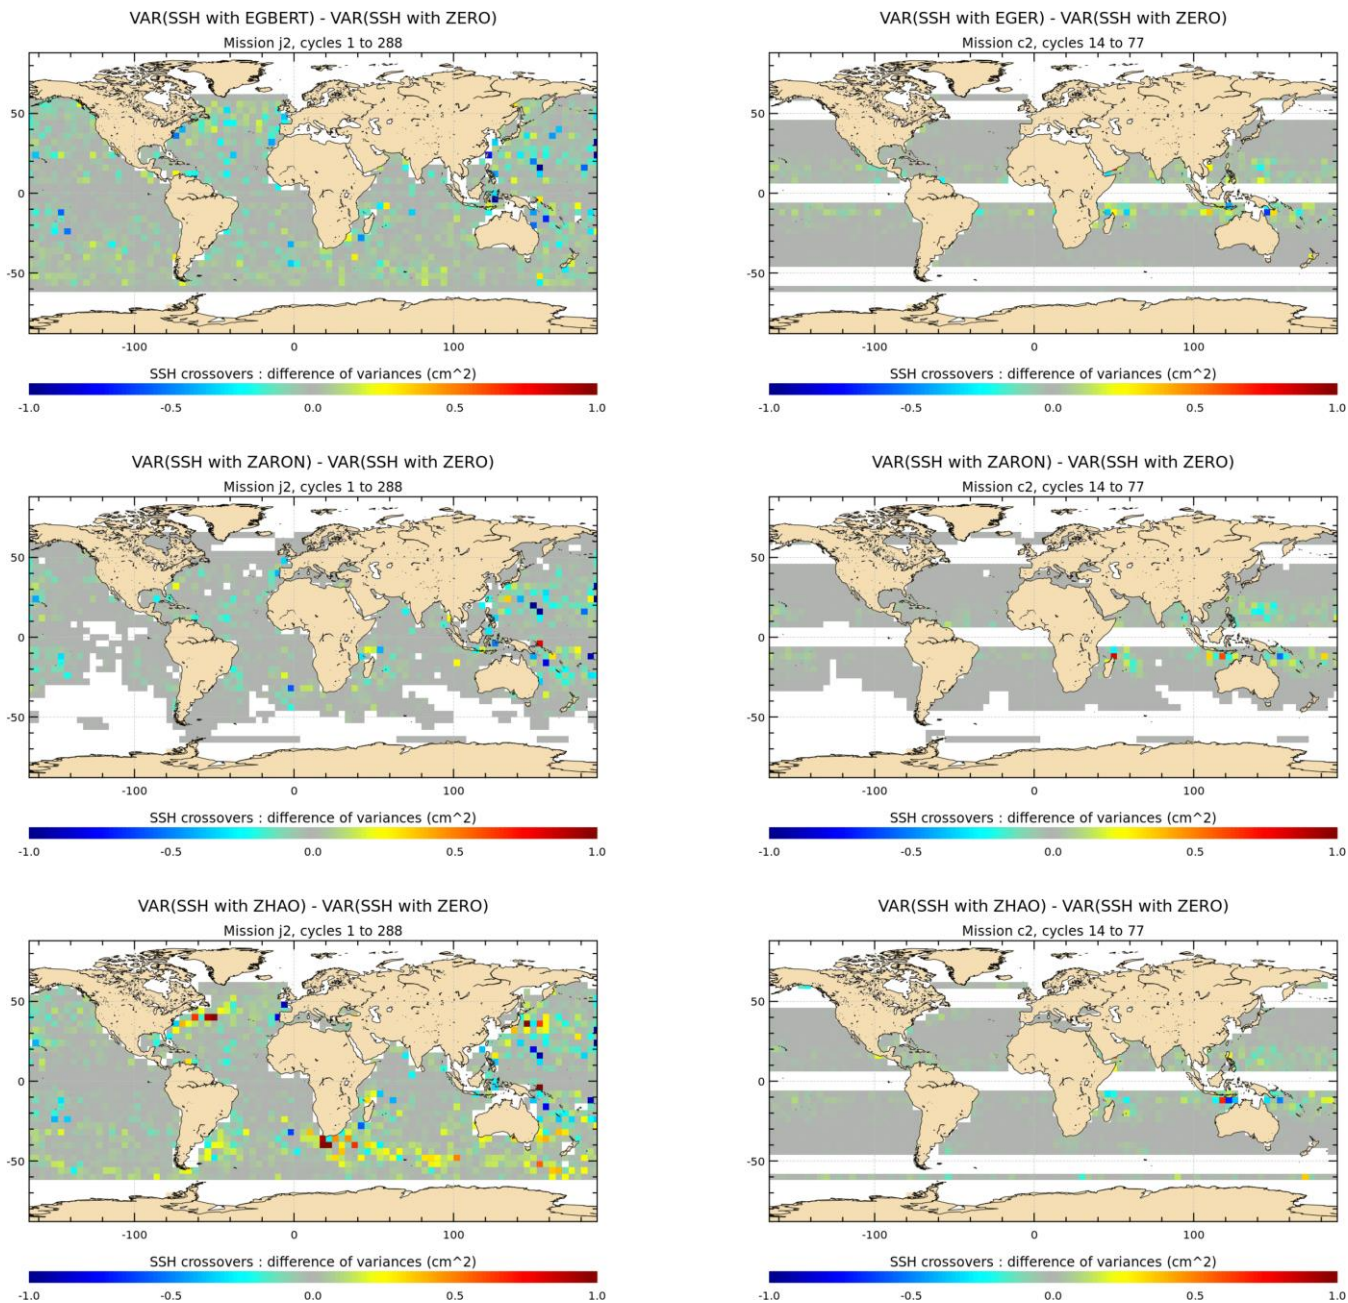 VAR(SSH with EGBERT) - VAR(SSH with ZERO)
Mission j2, cycles 1 to 288
50
0
-50
-100 0 100
SSH crossovers : difference of variances (cm^2)
-1.0 -0.5 0.0 0.5 1.0
VAR(SSH with EGER) - VAR(SSH with ZERO)
Mission c2, cycles 14 to 77
50
0
-50
-100 0 100
SSH crossovers : difference of variances (cm^2)
-1.0 -0.5 0.0 0.5 1.0
VAR(SSH with ZARON) - VAR(SSH with ZERO)
Mission j2, cycles 1 to 288
50
0
-50
-100 0 100
SSH crossovers : difference of variances (cm^2)
-1.0 -0.5 0.0 0.5 1.0
VAR(SSH with ZARON) - VAR(SSH with ZERO)
Mission c2, cycles 14 to 77
50
0
-50
-100 0 100
SSH crossovers : difference of variances (cm^2)
-1.0 -0.5 0.0 0.5 1.0
VAR(SSH with ZHAO) - VAR(SSH with ZERO)
Mission j2, cycles 1 to 288
50
0
-50
-100 0 100
SSH crossovers : difference of variances (cm^2)
-1.0 -0.5 0.0 0.5 1.0
VAR(SSH with ZHAO) - VAR(SSH with ZERO)
Mission c2, cycles 14 to 77
50
0
-50
-100 0 100
SSH crossovers : difference of variances (cm^2)
-1.0 -0.5 0.0 0.5 1.0